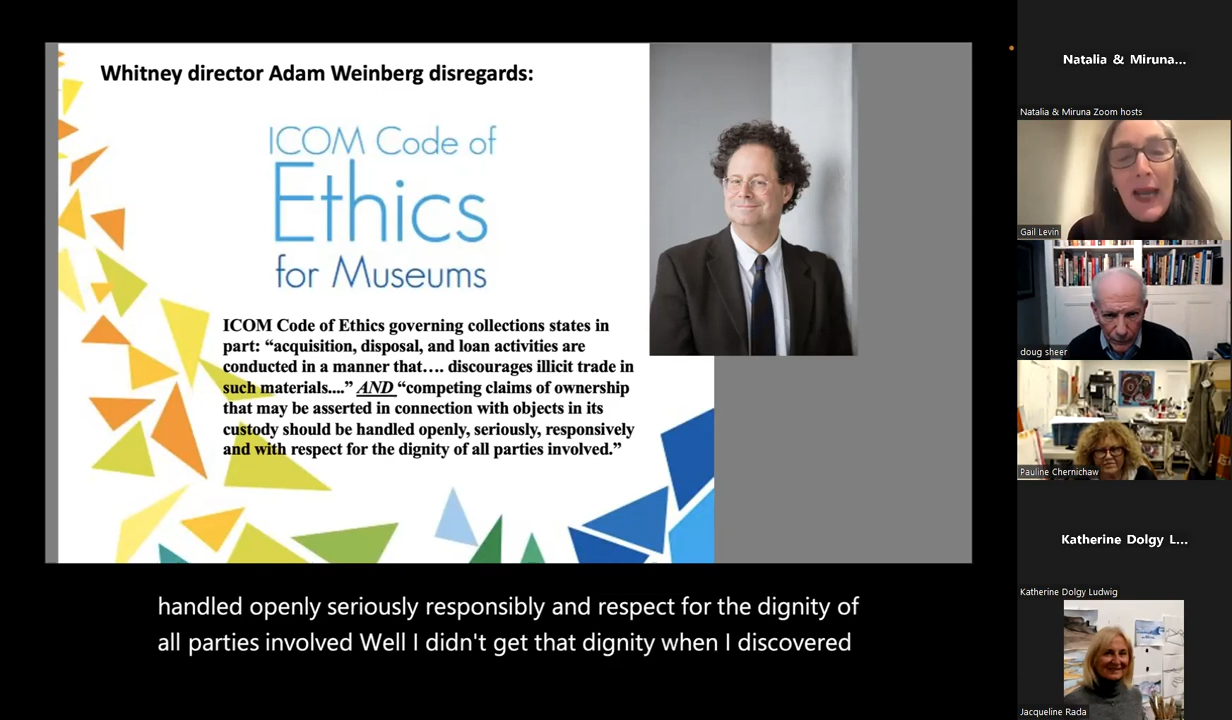 Whitney director Adam Weinberg disregards:
ICOM Code of
Ethics
for Museums
ICOM Code of Ethics governing collections states in
part: “acquisition, disposal, and loan activities are
conducted in a manner that…. discourages illicit trade in
such materials....” AND “competing claims of ownership
that may be asserted in connection with objects in its
custody should be handled openly, seriously, responsively
and with respect for the dignity of all parties involved.”
handled openly seriously responsibly and respect for the dignity of
all parties involved Well I didn't get that dignity when I discovered
Natalia & Miruna...
Natalia & Miruna Zoom hosts
Gail Levin
doug sheer
Pauline Chernichaw
Katherine Dolgy L...
Katherine Dolgy Ludwig
Jacqueline Rada